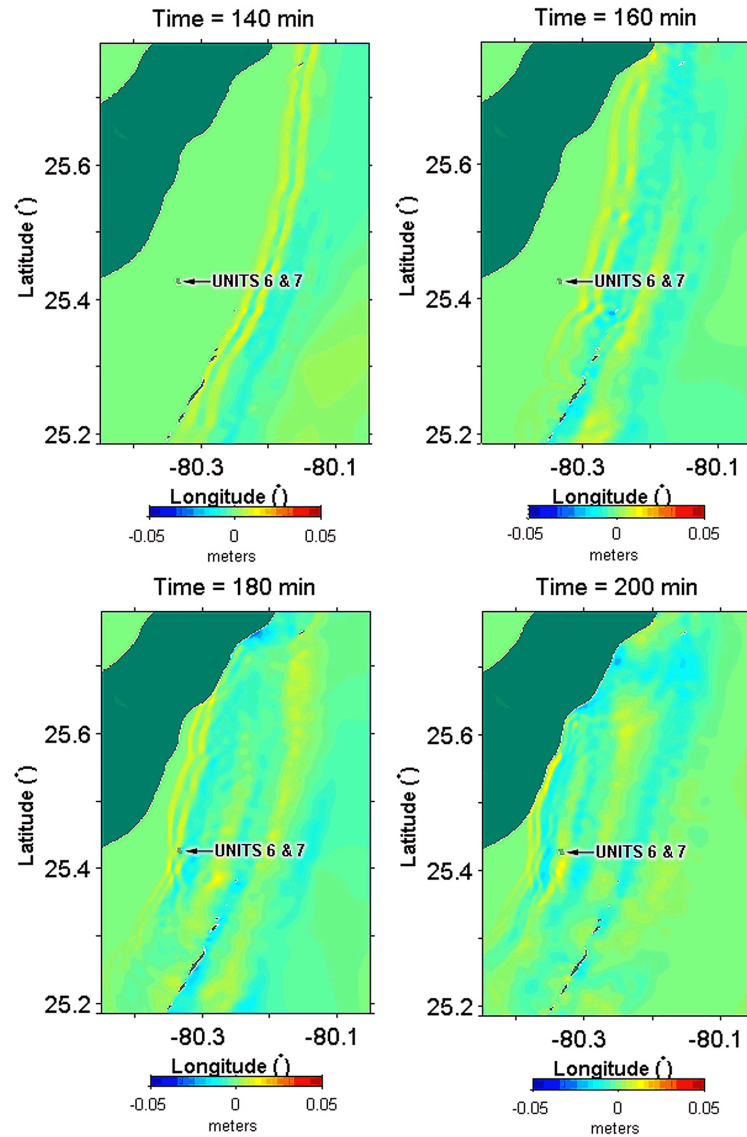 Time = 140 min
Time = 160 min
Latitude (°)
25.6
25.4
25.2
UNITS 6 & 7
-80.3
-80.1
Longitude (°)
-0.05
0
0.05
meters
Latitude (°)
25.6
25.4
25.2
UNITS 6 & 7
-80.3
-80.1
Longitude (°)
-0.05
0
0.05
meters
Time = 180 min
Time = 200 min
Latitude (°)
25.6
25.4
25.2
UNITS 6 & 7
-80.3
-80.1
Longitude (°)
-0.05
0
0.05
meters
Latitude (°)
25.6
25.4
25.2
UNITS 6 & 7
-80.3
-80.1
Longitude (°)
-0.05
0
0.05
meters